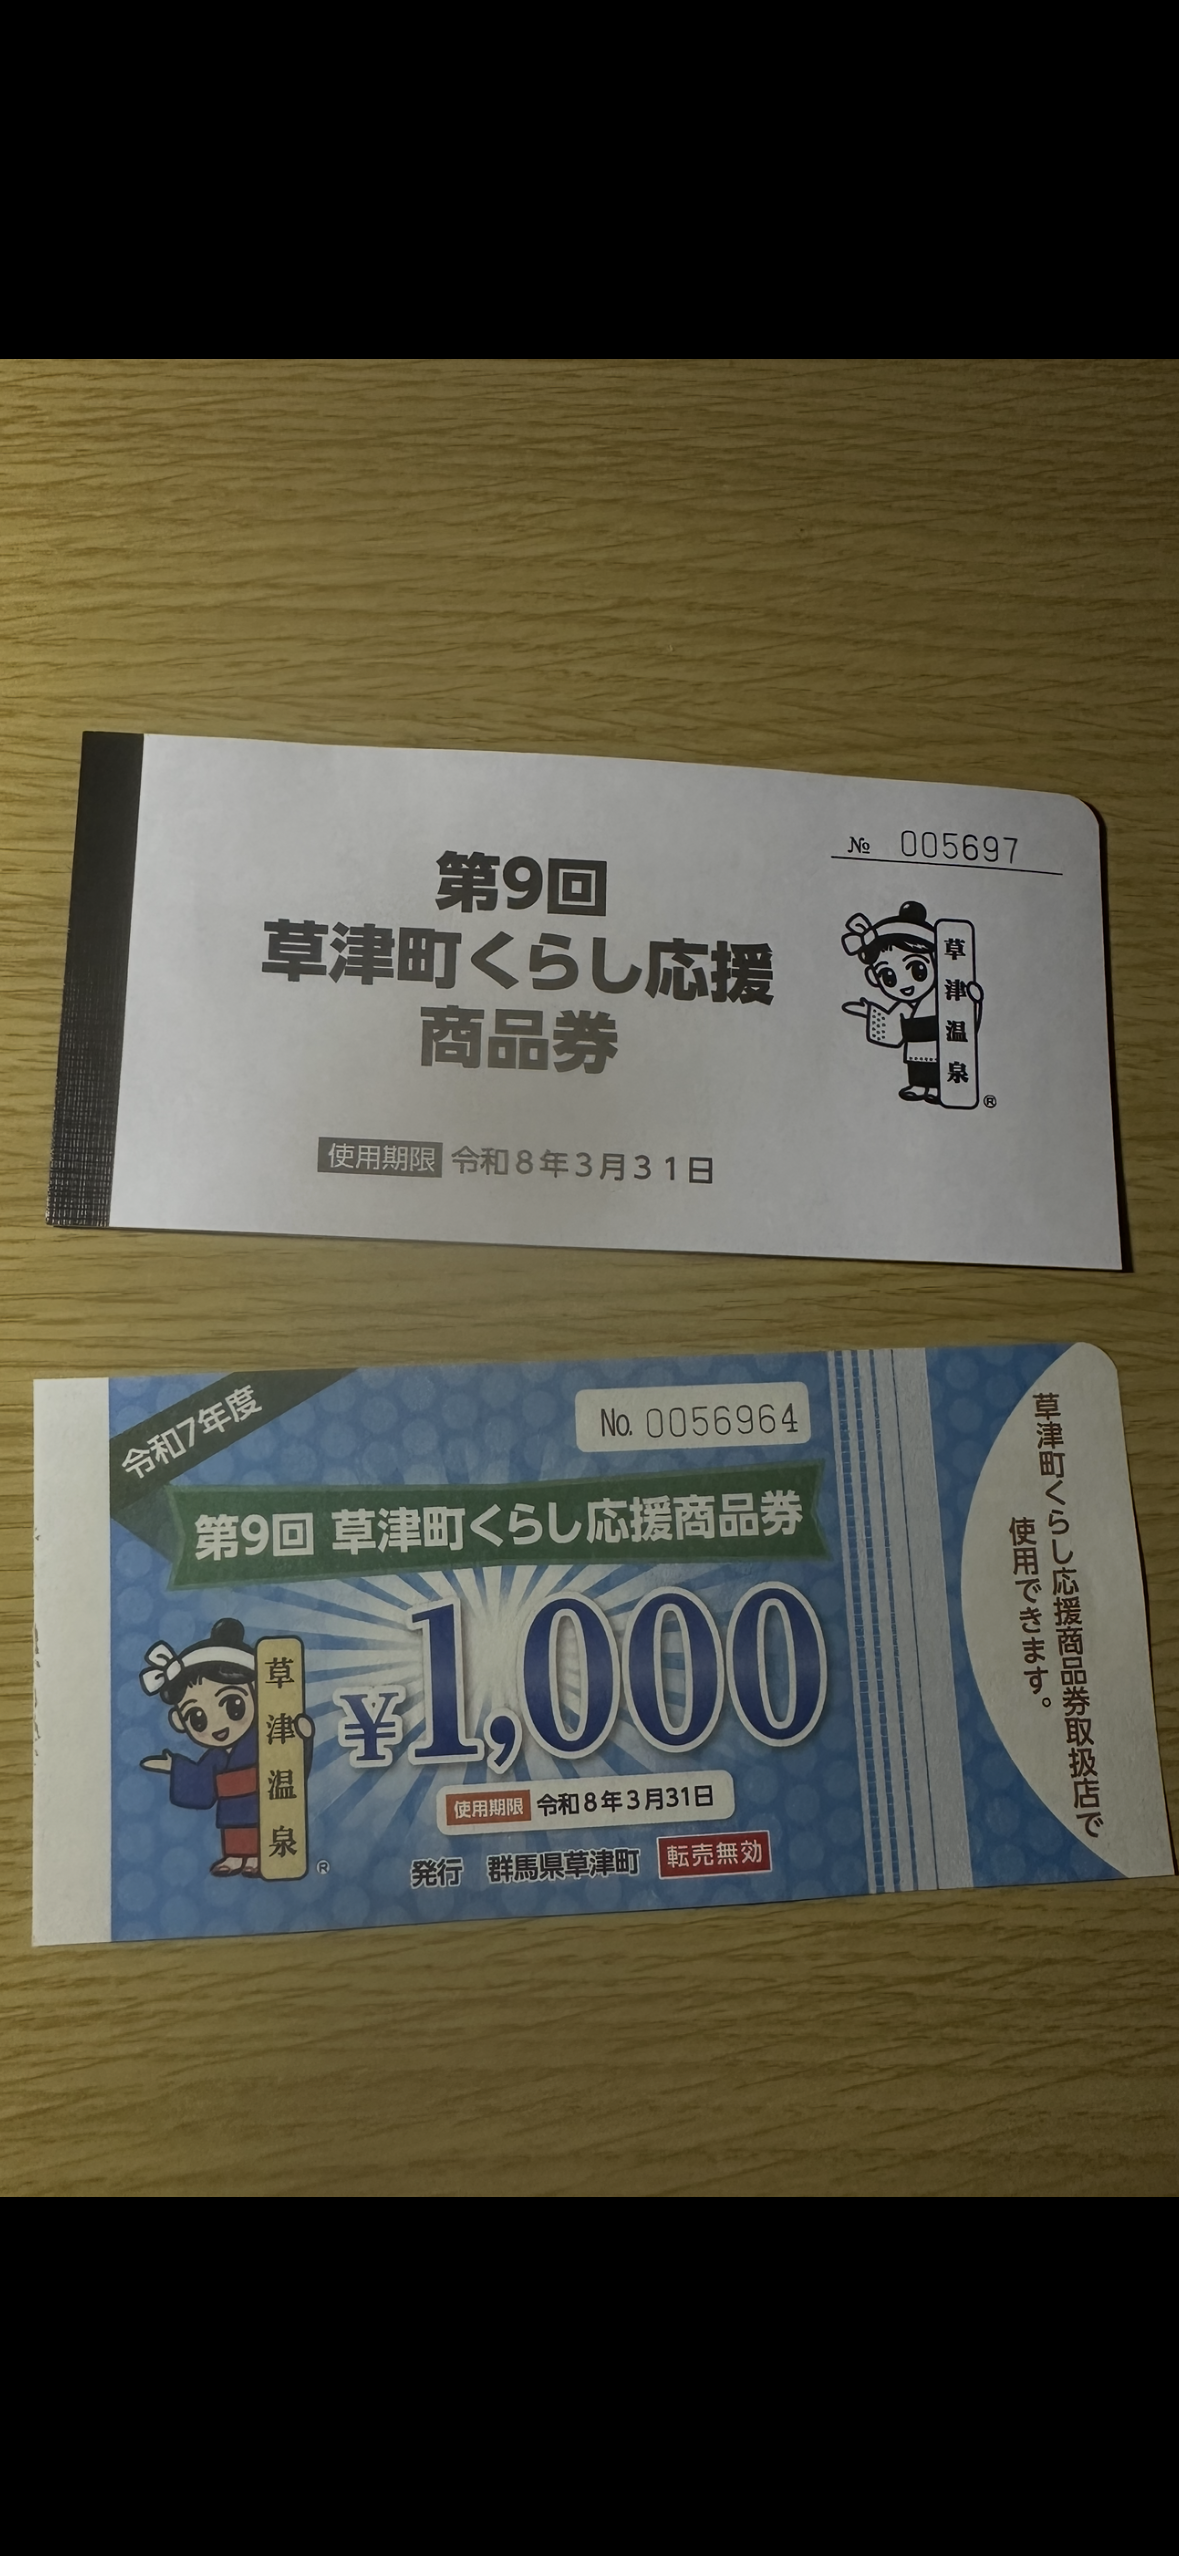 № 005697
第9回
草津町くらし応援
商品券
草津温泉
®
使用期限 令和8年3月31日
令和7年度
No. 0056964
第9回 草津町くらし応援商品券
¥1,000
草津温泉
®
使用期限 令和8年3月31日
発行 群馬県草津町 転売無効
草津町くらし応援商品券取扱店で
使用できます。